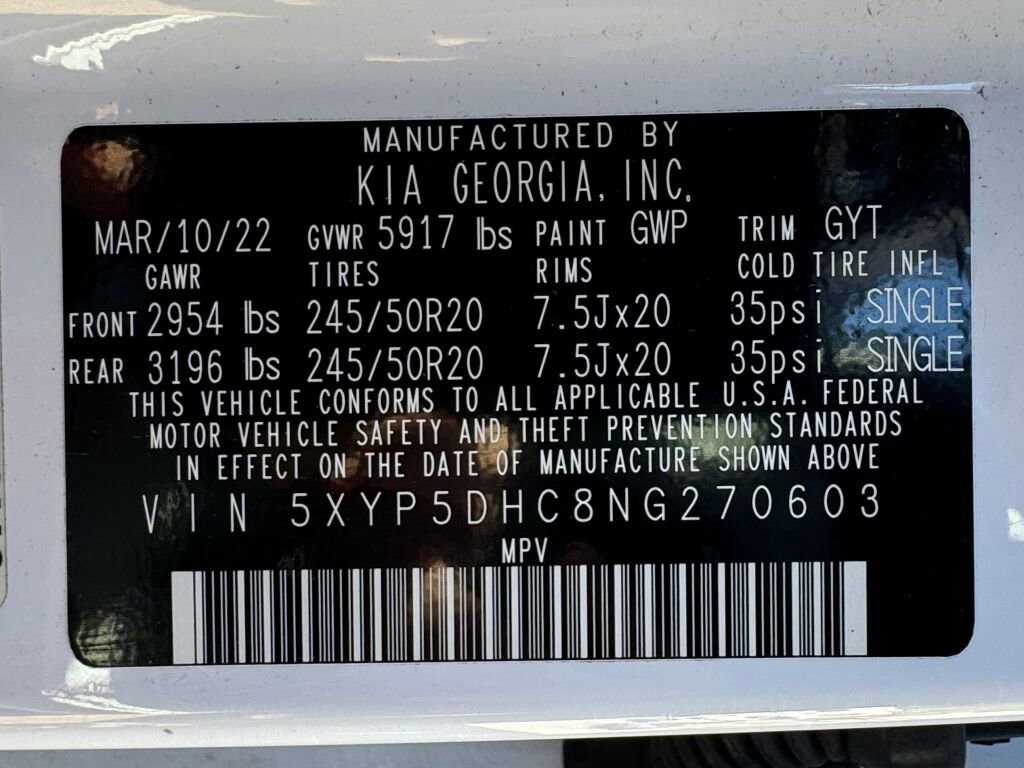 MANUFACTURED BY
KIA GEORGIA, INC.
MAR/10/22 GVWR 5917 lbs PAINT GWP TRIM GYT
GAWR TIRES RIMS COLD TIRE INFL
FRONT 2954 lbs 245/50R20 7.5Jx20 35psi SINGLE
REAR 3196 lbs 245/50R20 7.5Jx20 35psi SINGLE
THIS VEHICLE CONFORMS TO ALL APPLICABLE U.S.A. FEDERAL
MOTOR VEHICLE SAFETY AND THEFT PREVENTION STANDARDS
IN EFFECT ON THE DATE OF MANUFACTURE SHOWN ABOVE
VIN 5XYP5DHC8NG270603
MPV